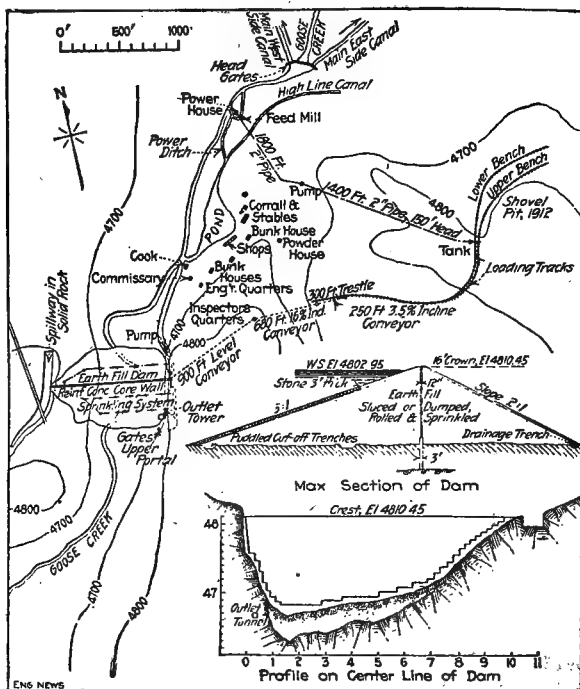 0' 500' 1000'
N
Main West
Side Canal
GOOSE
CREEK
Main East
Side Canal
Head
Gates
High Line Canal
Power
House
Feed Mill
Power
Ditch
1800 Ft
2" Pipe
4700
4700
Pump
1400 Ft. 2" Pipe, 150' Head
4800
Lower Bench
Upper Bench
Shovel
Pit, 1912
Tank
Loading Tracks
POND
Corrall &
Stables
Bunk House
Powder
House
Shops
Cook
Commissary
Bunk
Houses
Eng'r. Quarters
Inspectors
Quarters
300 Ft Trestle
250 Ft 3.5% Incline
Conveyor
680 Ft. 16% Incl.
Conveyor
Pump
4700
4800
900 Ft Level
Conveyor
Spillway in
Solid Rock
Earth Fill Dam
Reinf Conc Core Wall
Sprinkling System
Outlet
Tower
Gates
Upper
Portal
4800
4700
GOOSE CREEK
4700
4800
WS El 4802 95
16' Crown, El 4810.45
Stone 3' thick
3:1
12"
Earth Fill
Sluced or Dumped,
Rolled & Sprinkled
Slope 2:1
Puddled Cut-off Trenches
Drainage Trench
3'
Max Section of Dam
Crest, El 4810 45
48
47
Outlet
Tunnel
0 1 2 3 4 5 6 7 8 9 10 11
Profile on Center Line of Dam
ENG NEWS